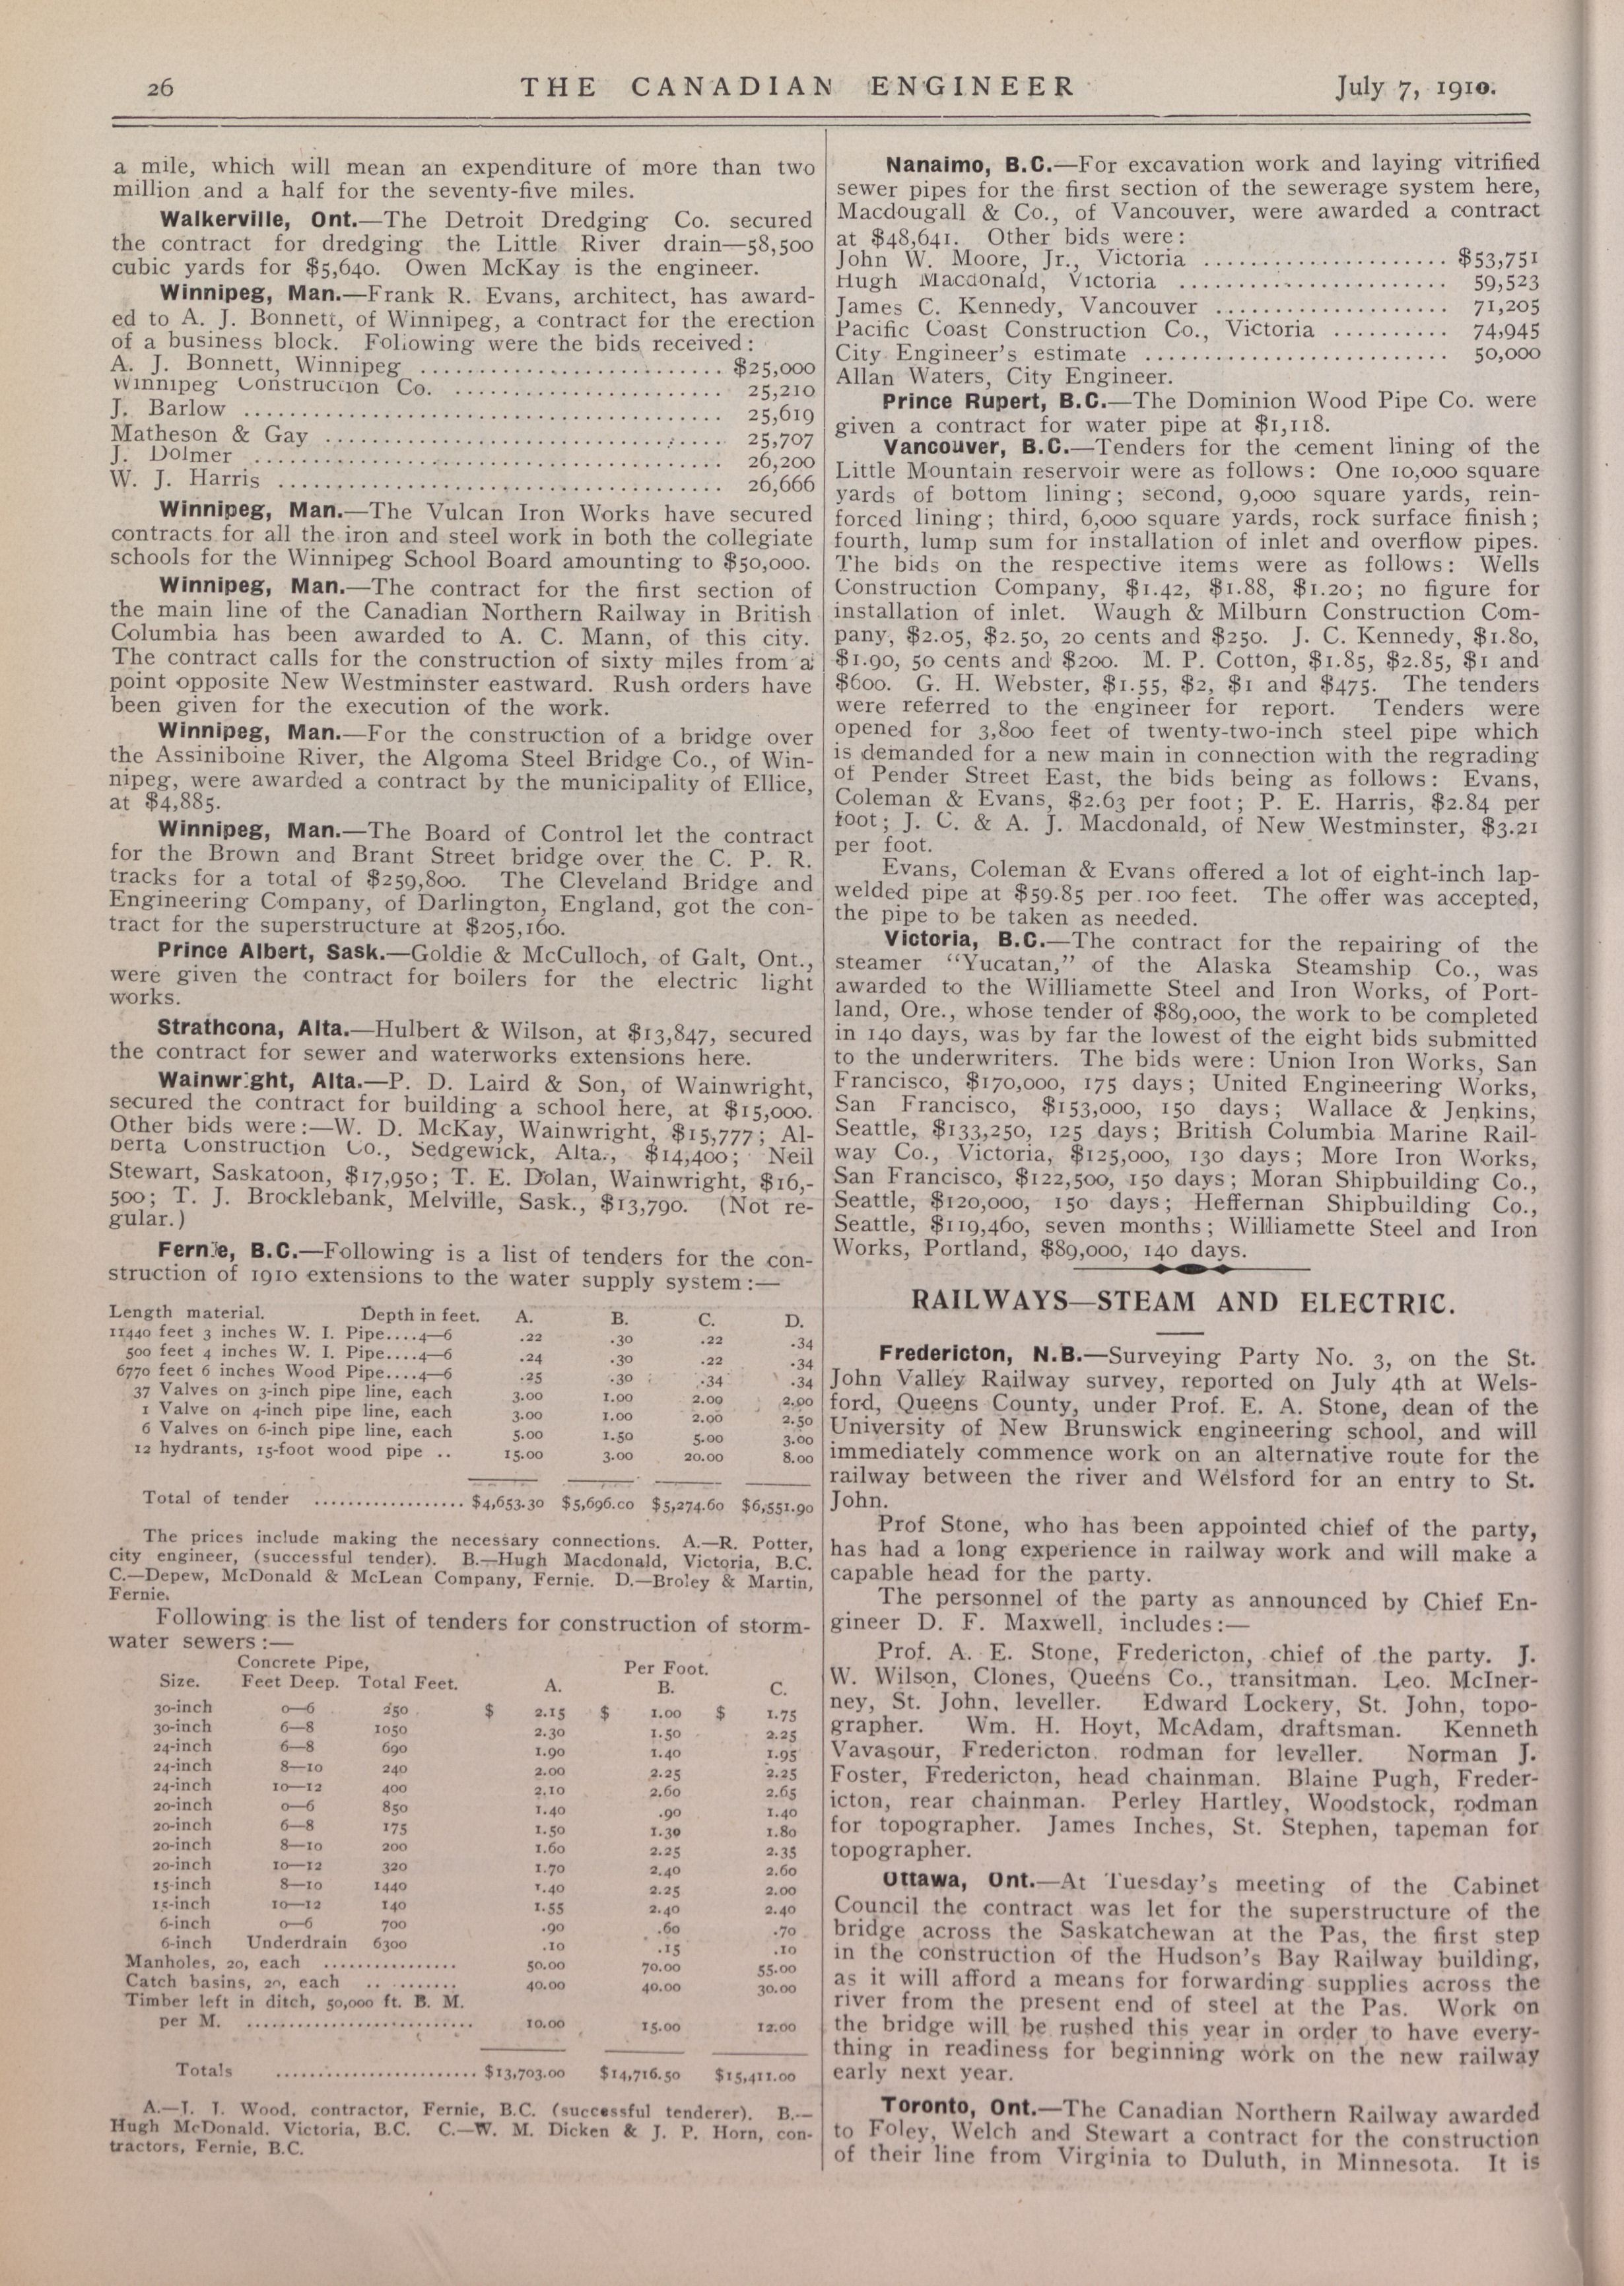 26 THE CANADIAN ENGINEER July 7, 1910.
a mile, which will mean an expenditure of more than two
million and a half for the seventy-five miles.
Walkerville, Ont.—The Detroit Dredging Co. secured
the contract for dredging the Little River drain—58,500
cubic yards for $5,640. Owen McKay is the engineer.
Winnipeg, Man.—Frank R. Evans, architect, has award-
ed to A. J. Bonnett, of Winnipeg, a contract for the erection
of a business block. Following were the bids received:
A. J. Bonnett, Winnipeg .......................... $25,000
Winnipeg Construction Co. ....................... 25,210
J. Barlow ......................................... 25,619
Matheson & Gay .................................. 25,707
J. Dolmer ........................................ 26,200
W. J. Harris ...................................... 26,666
Winnipeg, Man.—The Vulcan Iron Works have secured
contracts for all the iron and steel work in both the collegiate
schools for the Winnipeg School Board amounting to $50,000.
Winnipeg, Man.—The contract for the first section of
the main line of the Canadian Northern Railway in British
Columbia has been awarded to A. C. Mann, of this city.
The contract calls for the construction of sixty miles from a
point opposite New Westminster eastward. Rush orders have
been given for the execution of the work.
Winnipeg, Man.—For the construction of a bridge over
the Assiniboine River, the Algoma Steel Bridge Co., of Win-
nipeg, were awarded a contract by the municipality of Ellice,
at $4,885.
Winnipeg, Man.—The Board of Control let the contract
for the Brown and Brant Street bridge over the C. P. R.
tracks for a total of $259,800. The Cleveland Bridge and
Engineering Company, of Darlington, England, got the con-
tract for the superstructure at $205,160.
Prince Albert, Sask.—Goldie & McCulloch, of Galt, Ont.,
were given the contract for boilers for the electric light
works.
Strathcona, Alta.—Hulbert & Wilson, at $13,847, secured
the contract for sewer and waterworks extensions here.
Wainwright, Alta.—P. D. Laird & Son, of Wainwright,
secured the contract for building a school here, at $15,000.
Other bids were:—W. D. McKay, Wainwright, $15,777; Al-
berta Construction Co., Sedgewick, Alta., $14,400; Neil
Stewart, Saskatoon, $17,950; T. E. Dolan, Wainwright, $16,-
500; T. J. Brocklebank, Melville, Sask., $13,790. (Not re-
gular.)
Fernie, B.C.—Following is a list of tenders for the con-
struction of 1910 extensions to the water supply system:—
Length material. Depth in feet. A. B. C. D.
11440 feet 3 inches W. I. Pipe....4—6 .22 .30 .22 .34
500 feet 4 inches W. I. Pipe....4—6 .24 .30 .22 .34
6770 feet 6 inches Wood Pipe....4—6 .25 .30 .34 .34
37 Valves on 3-inch pipe line, each 3.00 1.00 2.00 2.00
1 Valve on 4-inch pipe line, each 3.00 1.00 2.00 2.50
6 Valves on 6-inch pipe line, each 5.00 1.50 5.00 3.00
12 hydrants, 15-foot wood pipe .. 15.00 3.00 20.00 8.00
Total of tender .................. $4,653.30 $5,696.00 $5,274.60 $6,551.90
The prices include making the necessary connections. A.—R. Potter,
city engineer, (successful tender). B.—Hugh Macdonald, Victoria, B.C.
C.—Depew, McDonald & McLean Company, Fernie. D.—Broley & Martin,
Fernie.
Following is the list of tenders for construction of storm-
water sewers:—
Concrete Pipe, Per Foot.
Size. Feet Deep. Total Feet. A. B. C.
30-inch 0—6 250 $ 2.15 $ 1.00 $ 1.75
30-inch 6—8 1050 2.30 1.50 2.25
24-inch 6—8 690 1.90 1.40 1.95
24-inch 8—10 240 2.00 2.25 2.25
24-inch 10—12 400 2.10 2.60 2.65
20-inch 0—6 850 1.40 .90 1.40
20-inch 6—8 175 1.50 1.30 1.80
20-inch 8—10 200 1.60 2.25 2.35
20-inch 10—12 320 1.70 2.40 2.60
15-inch 8—10 1440 1.40 2.25 2.00
15-inch 10—12 140 1.55 2.40 2.40
6-inch 0—6 700 .90 .60 .70
6-inch Underdrain 6300 .10 .15 .10
Manholes, 20, each ................ 50.00 70.00 55.00
Catch basins, 20, each .. ........ 40.00 40.00 30.00
Timber left in ditch, 50,000 ft. B. M.
per M. ........................... 10.00 15.00 12.00
Totals ........................ $13,703.00 $14,716.50 $15,411.00
A.—J. J. Wood, contractor, Fernie, B.C. (successful tenderer). B.—
Hugh McDonald, Victoria, B.C. C.—W. M. Dicken & J. P. Horn, con-
tractors, Fernie, B.C.
Nanaimo, B.C.—For excavation work and laying vitrified
sewer pipes for the first section of the sewerage system here,
Macdougall & Co., of Vancouver, were awarded a contract
at $48,641. Other bids were:
John W. Moore, Jr., Victoria ..................... $53,751
Hugh Macdonald, Victoria ....................... 59,523
James C. Kennedy, Vancouver .................... 71,205
Pacific Coast Construction Co., Victoria .......... 74,945
City Engineer's estimate .......................... 50,000
Allan Waters, City Engineer.
Prince Rupert, B.C.—The Dominion Wood Pipe Co. were
given a contract for water pipe at $1,118.
Vancouver, B.C.—Tenders for the cement lining of the
Little Mountain reservoir were as follows: One 10,000 square
yards of bottom lining; second, 9,000 square yards, rein-
forced lining; third, 6,000 square yards, rock surface finish;
fourth, lump sum for installation of inlet and overflow pipes.
The bids on the respective items were as follows: Wells
Construction Company, $1.42, $1.88, $1.20; no figure for
installation of inlet. Waugh & Milburn Construction Com-
pany, $2.05, $2.50, 20 cents and $250. J. C. Kennedy, $1.80,
$1.90, 50 cents and $200. M. P. Cotton, $1.85, $2.85, $1 and
$600. G. H. Webster, $1.55, $2, $1 and $475. The tenders
were referred to the engineer for report. Tenders were
opened for 3,800 feet of twenty-two-inch steel pipe which
is demanded for a new main in connection with the regrading
of Pender Street East, the bids being as follows: Evans,
Coleman & Evans, $2.63 per foot; P. E. Harris, $2.84 per
foot; J. C. & A. J. Macdonald, of New Westminster, $3.21
per foot.
Evans, Coleman & Evans offered a lot of eight-inch lap-
welded pipe at $59.85 per 100 feet. The offer was accepted,
the pipe to be taken as needed.
Victoria, B.C.—The contract for the repairing of the
steamer "Yucatan," of the Alaska Steamship Co., was
awarded to the Williamette Steel and Iron Works, of Port-
land, Ore., whose tender of $89,000, the work to be completed
in 140 days, was by far the lowest of the eight bids submitted
to the underwriters. The bids were: Union Iron Works, San
Francisco, $170,000, 175 days; United Engineering Works,
San Francisco, $153,000, 150 days; Wallace & Jenkins,
Seattle, $133,250, 125 days; British Columbia Marine Rail-
way Co., Victoria, $125,000, 130 days; More Iron Works,
San Francisco, $122,500, 150 days; Moran Shipbuilding Co.,
Seattle, $120,000, 150 days; Heffernan Shipbuilding Co.,
Seattle, $119,460, seven months; Williamette Steel and Iron
Works, Portland, $89,000, 140 days.
RAILWAYS—STEAM AND ELECTRIC.
Fredericton, N.B.—Surveying Party No. 3, on the St.
John Valley Railway survey, reported on July 4th at Wels-
ford, Queens County, under Prof. E. A. Stone, dean of the
University of New Brunswick engineering school, and will
immediately commence work on an alternative route for the
railway between the river and Welsford for an entry to St.
John.
Prof Stone, who has been appointed chief of the party,
has had a long experience in railway work and will make a
capable head for the party.
The personnel of the party as announced by Chief En-
gineer D. F. Maxwell, includes:—
Prof. A. E. Stone, Fredericton, chief of the party. J.
W. Wilson, Clones, Queens Co., transitman. Leo. McIner-
ney, St. John, leveller. Edward Lockery, St. John, topo-
grapher. Wm. H. Hoyt, McAdam, draftsman. Kenneth
Vavasour, Fredericton. rodman for leveller. Norman J.
Foster, Fredericton, head chainman. Blaine Pugh, Freder-
icton, rear chainman. Perley Hartley, Woodstock, rodman
for topographer. James Inches, St. Stephen, tapeman for
topographer.
Ottawa, Ont.—At Tuesday's meeting of the Cabinet
Council the contract was let for the superstructure of the
bridge across the Saskatchewan at the Pas, the first step
in the construction of the Hudson's Bay Railway building,
as it will afford a means for forwarding supplies across the
river from the present end of steel at the Pas. Work on
the bridge will be rushed this year in order to have every-
thing in readiness for beginning work on the new railway
early next year.
Toronto, Ont.—The Canadian Northern Railway awarded
to Foley, Welch and Stewart a contract for the construction
of their line from Virginia to Duluth, in Minnesota. It is